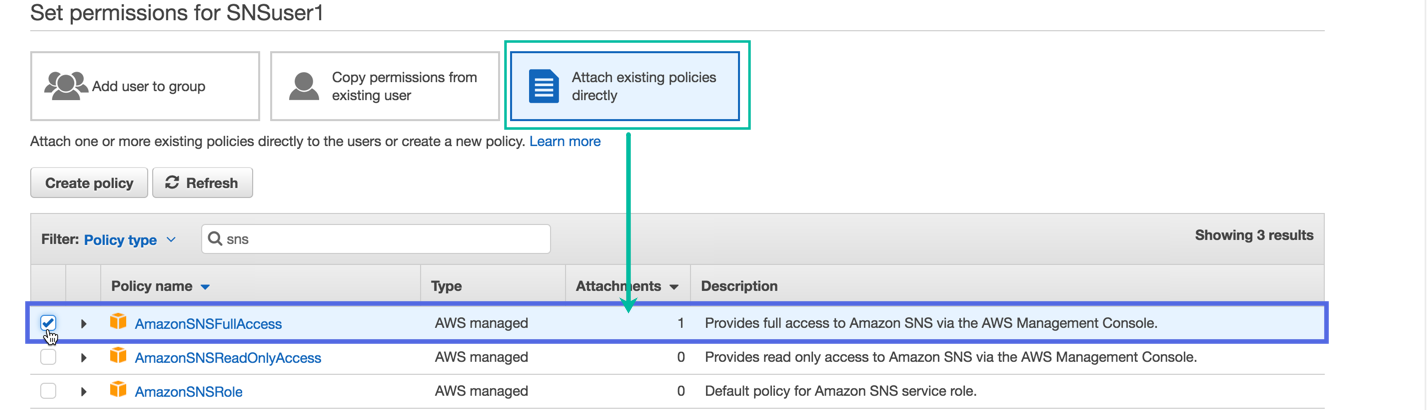 Set permissions for SNSuser1
Add user to group
Copy permissions from
existing user
Attach existing policies
directly
Attach one or more existing policies directly to the users or create a new policy. Learn more
Create policy
Refresh
Filter: Policy type
sns
Showing 3 results
Policy name Type Attachments Description
AmazonSNSFullAccess AWS managed 1 Provides full access to Amazon SNS via the AWS Management Console.
AmazonSNSReadOnlyAccess AWS managed 0 Provides read only access to Amazon SNS via the AWS Management Console.
AmazonSNSRole AWS managed 0 Default policy for Amazon SNS service role.